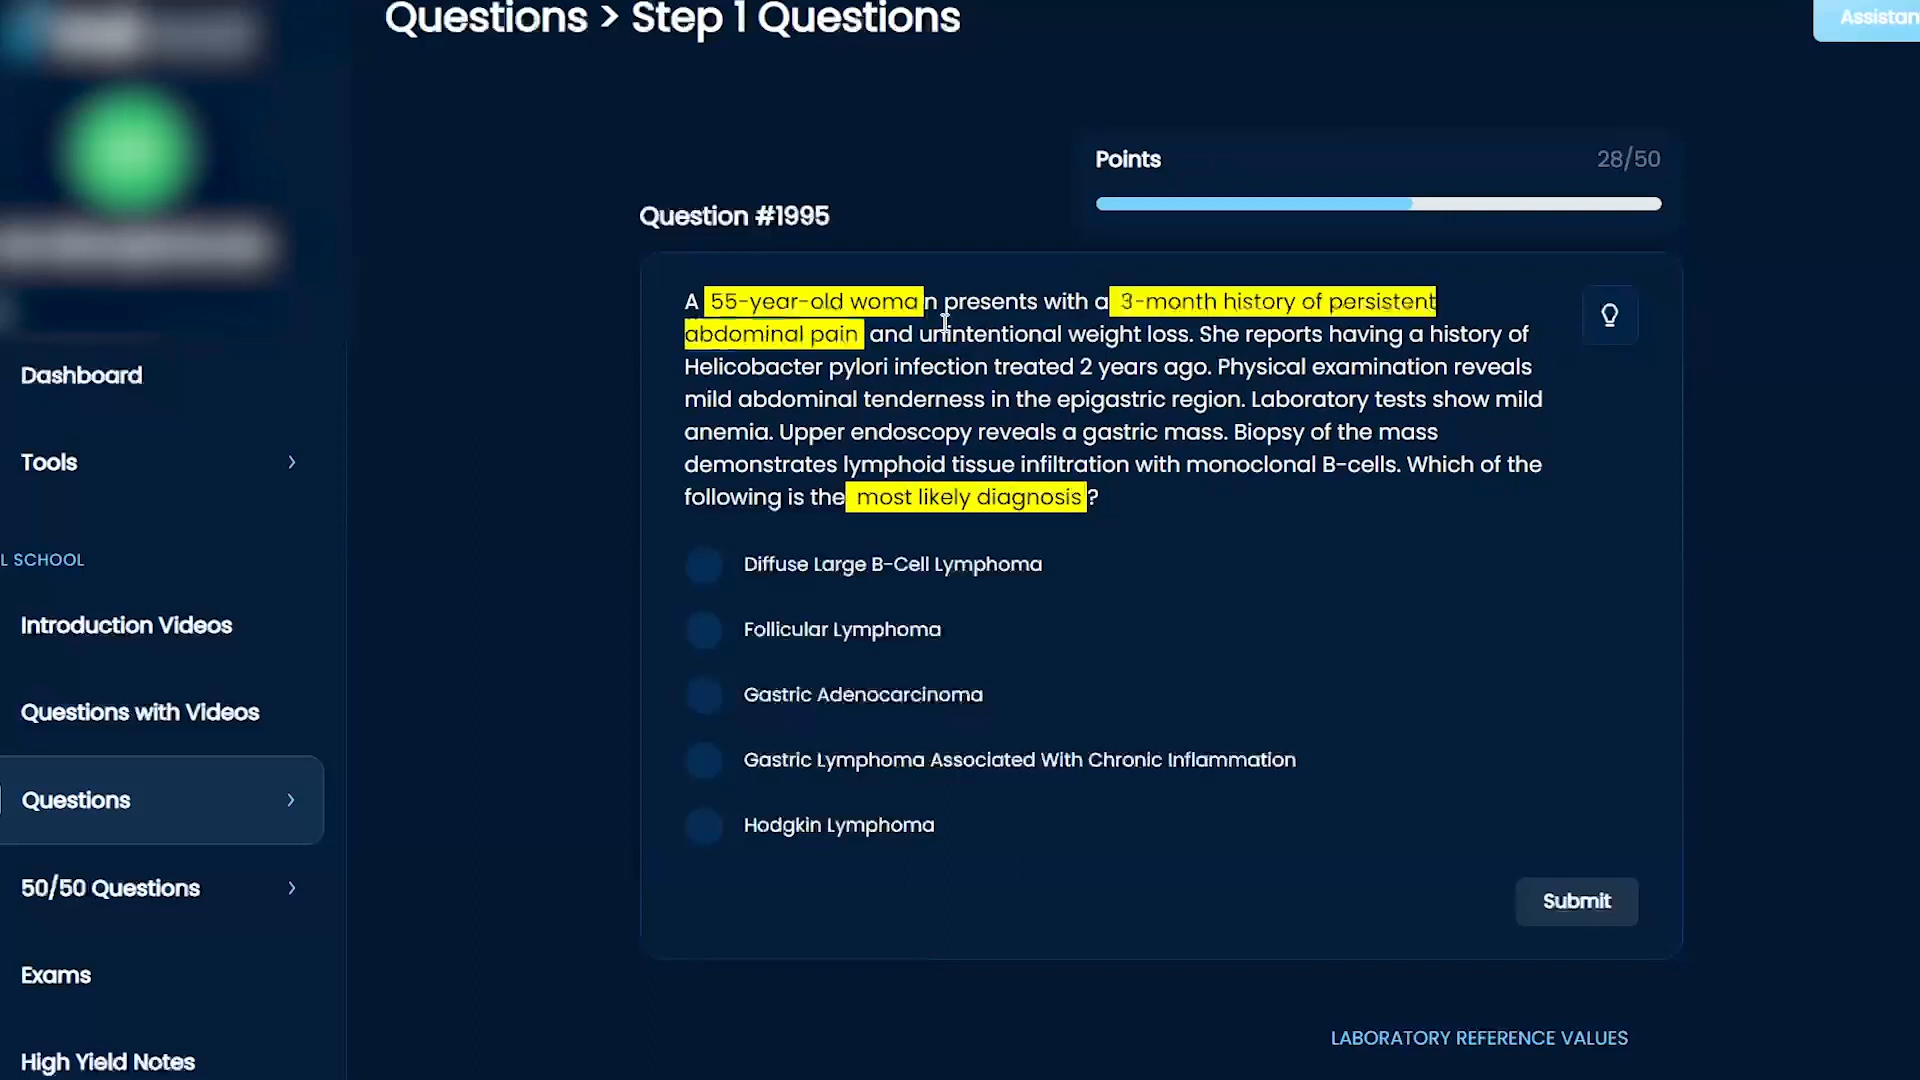 Questions > Step 1 Questions
Assistan
Points
28/50
Question #1995
A 55-year-old woman presents with a 3-month history of persistent
abdominal pain and unintentional weight loss. She reports having a history of
Helicobacter pylori infection treated 2 years ago. Physical examination reveals
mild abdominal tenderness in the epigastric region. Laboratory tests show mild
anemia. Upper endoscopy reveals a gastric mass. Biopsy of the mass
demonstrates lymphoid tissue infiltration with monoclonal B-cells. Which of the
following is the most likely diagnosis?
Diffuse Large B-Cell Lymphoma
Follicular Lymphoma
Gastric Adenocarcinoma
Gastric Lymphoma Associated With Chronic Inflammation
Hodgkin Lymphoma
Submit
LABORATORY REFERENCE VALUES
Dashboard
Tools
L SCHOOL
Introduction Videos
Questions with Videos
Questions
50/50 Questions
Exams
High Yield Notes